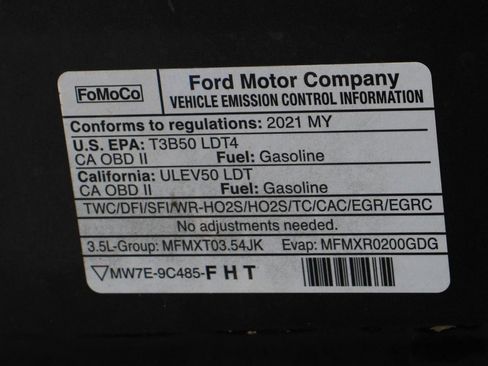 FoMoCo
Ford Motor Company
VEHICLE EMISSION CONTROL INFORMATION
Conforms to regulations: 2021 MY
U.S. EPA: T3B50 LDT4
CA OBD II Fuel: Gasoline
California: ULEV50 LDT
CA OBD II Fuel: Gasoline
TWC/DFI/SFI/WR-HO2S/HO2S/TC/CAC/EGR/EGRC
No adjustments needed.
3.5L-Group: MFMXT03.54JK Evap: MFMXR0200GDG
MW7E-9C485-FHT